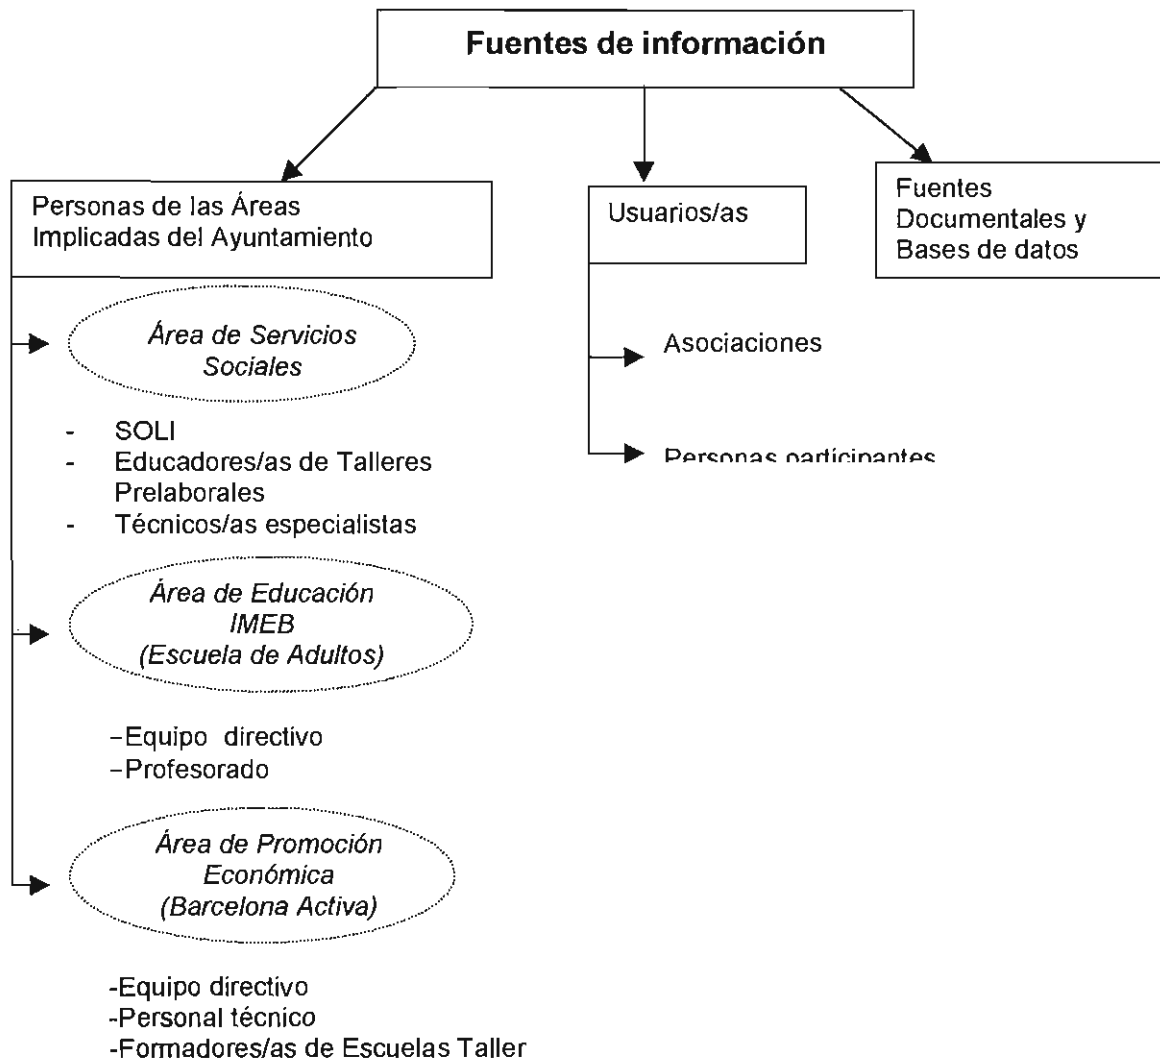 Fuentes de información
Personas de las Áreas
Implicadas del Ayuntamiento
Área de Servicios
Sociales
- SOLI
- Educadores/as de Talleres
Prelaborales
- Técnicos/as especialistas
Área de Educación
IMEB
(Escuela de Adultos)
–Equipo directivo
–Profesorado
Área de Promoción
Económica
(Barcelona Activa)
-Equipo directivo
-Personal técnico
-Formadores/as de Escuelas Taller
Usuarios/as
Asociaciones
Personas participantes
Fuentes
Documentales y
Bases de datos